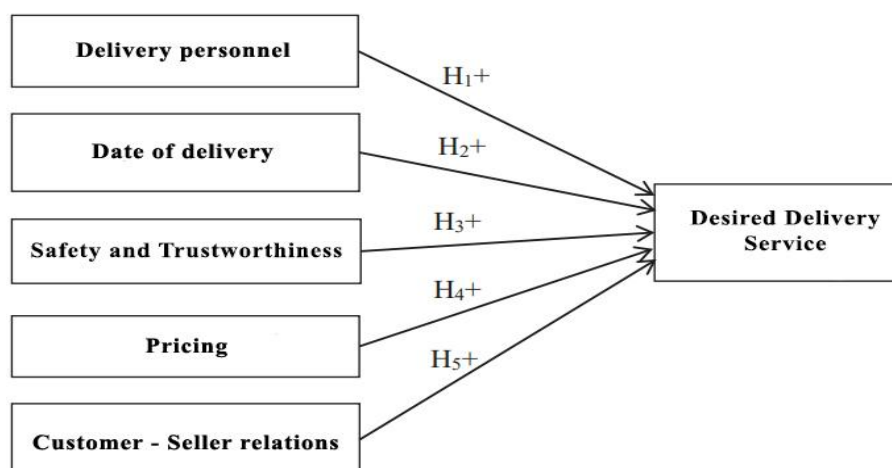 Delivery personnel
H₁+
Date of delivery
H₂+
Safety and Trustworthiness
H₃+
Desired Delivery
Service
H₄+
Pricing
H₅+
Customer - Seller relations